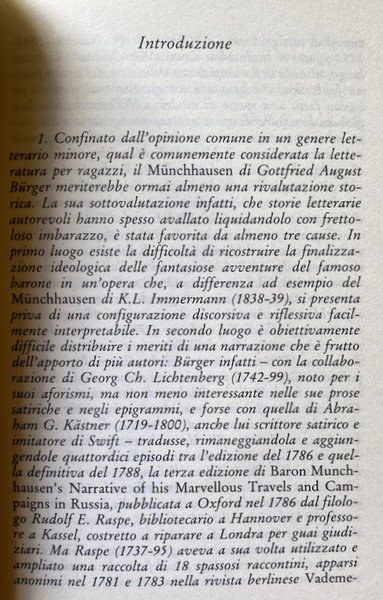 Introduzione
1. Confinato dall'opinione comune in un genere let-
terario minore, qual è comunemente considerata la lette-
ratura per ragazzi, il Münchhausen di Gottfried August
Bürger meriterebbe ormai almeno una rivalutazione sto-
rica. La sua sottovalutazione infatti, che storie letterarie
autorevoli hanno spesso avallato liquidandolo con fretto-
loso imbarazzo, è stata favorita da almeno tre cause. In
primo luogo esiste la difficoltà di ricostruire la finalizza-
zione ideologica delle fantasiose avventure del famoso
barone in un'opera che, a differenza ad esempio del
Münchhausen di K.L. Immermann (1838-39), si presenta
priva di una configurazione discorsiva e riflessiva facil-
mente interpretabile. In secondo luogo è obiettivamente
difficile distribuire i meriti di una narrazione che è frutto
dell'apporto di più autori: Bürger infatti – con la collabo-
razione di Georg Ch. Lichtenberg (1742-99), noto per i
suoi aforismi, ma non meno interessante nelle sue prose
satiriche e negli epigrammi, e forse con quella di Abra-
ham G. Kästner (1719-1800), anche lui scrittore satirico e
imitatore di Swift – tradusse, rimaneggiandola e aggiun-
gendole quattordici episodi tra l'edizione del 1786 e quel-
la definitiva del 1788, la terza edizione di Baron Munch-
hausen's Narrative of his Marvellous Travels and Cam-
paigns in Russia, pubblicata a Oxford nel 1786 dal filolo-
go Rudolf E. Raspe, bibliotecario a Hannover e professo-
re a Kassel, costretto a riparare a Londra per guai giudi-
ziari. Ma Raspe (1737-95) aveva a sua volta utilizzato e
ampliato una raccolta di 18 spassosi raccontini, apparsi
anonimi nel 1781 e 1783 nella rivista berlinese Vademe-